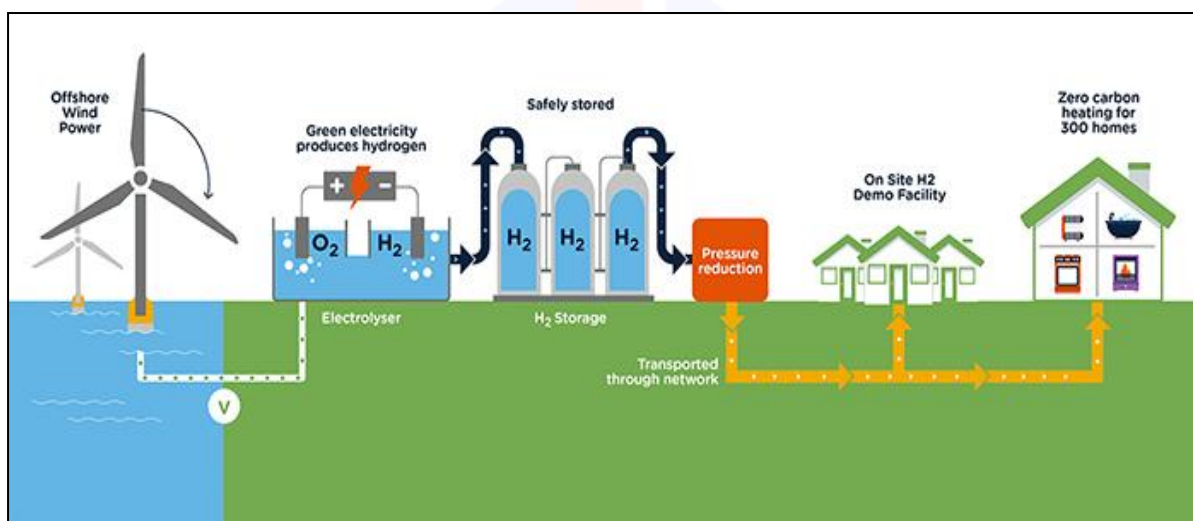 Offshore
Wind
Power
Green electricity
produces hydrogen
+ −
O₂ H₂
Electrolyser
V
Safely stored
H₂ H₂ H₂
H₂ Storage
Pressure
reduction
Transported
through network
On Site H2
Demo Facility
Zero carbon
heating for
300 homes